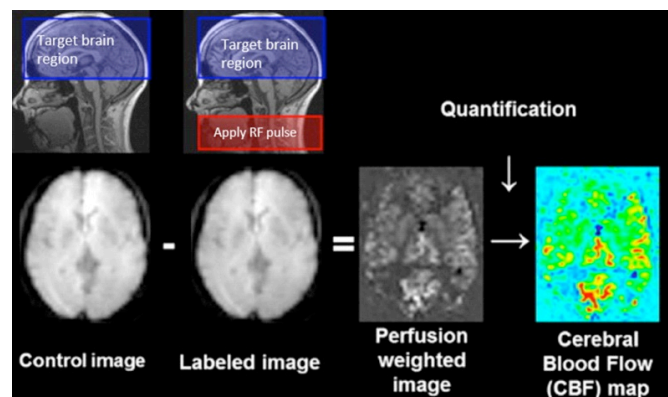 Target brain
region
Target brain
region
Apply RF pulse
Quantification
-
=
Control image
Labeled image
Perfusion
weighted
image
Cerebral
Blood Flow
(CBF) map